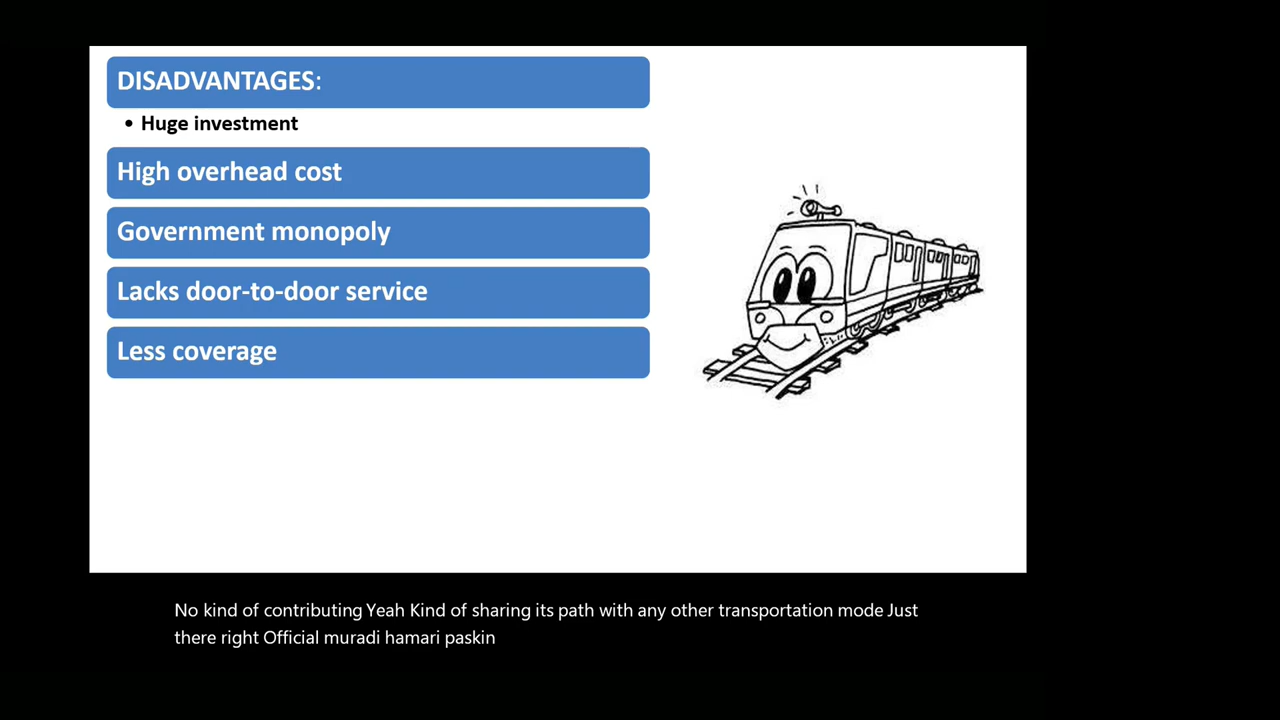 DISADVANTAGES:
• Huge investment
High overhead cost
Government monopoly
Lacks door-to-door service
Less coverage
No kind of contributing Yeah Kind of sharing its path with any other transportation mode Just
there right Official muradi hamari paskin